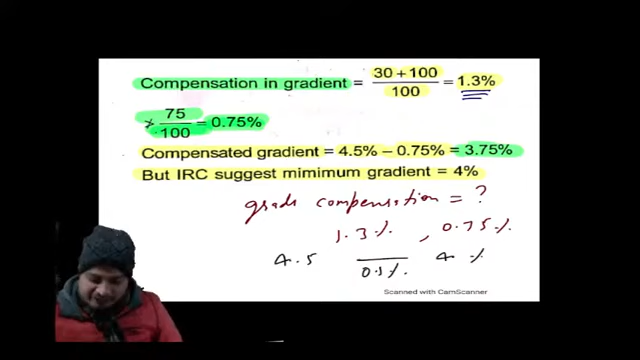 Compensation in gradient = 30 + 100 / 100 = 1.3%
≯ 75 / 100 = 0.75%
Compensated gradient = 4.5% − 0.75% = 3.75%
But IRC suggest mimimum gradient = 4%
grade compensation = ?
1.3%, 0.75%
4.5 0.5% 4%
Scanned with CamScanner